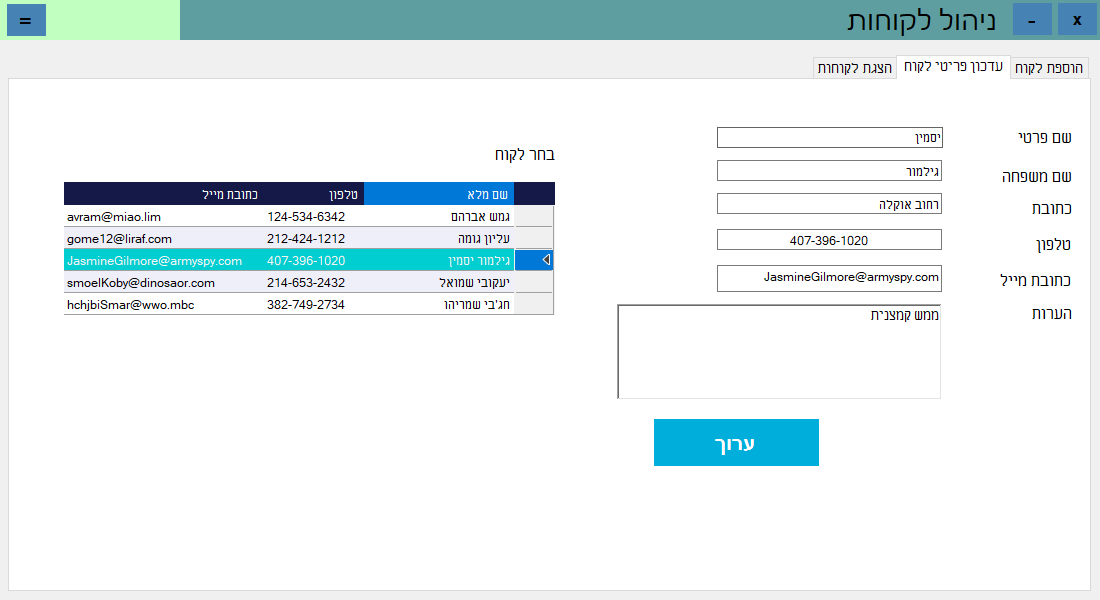 ניהול לקוחות
- x
=
הוספת לקוח
עדכון פריטי לקוח
הצגת לקוחות
שם פרטי יסמין
שם משפחה גילמור
כתובת רחוב אוקלה
טלפון 407-396-1020
כתובת מייל JasmineGilmore@armyspy.com
הערות ממש קמצנית
ערוך
בחר לקוח
שם מלא טלפון כתובת מייל
גמש אברהם 124-534-6342 avram@miao.lim
עליון גומה 212-424-1212 gome12@liraf.com
גילמור יסמין 407-396-1020 JasmineGilmore@armyspy.com
יעקובי שמואל 214-653-2432 smoelKoby@dinosaor.com
חג'בי שמריהו 382-749-2734 hchjbiSmar@wwo.mbc